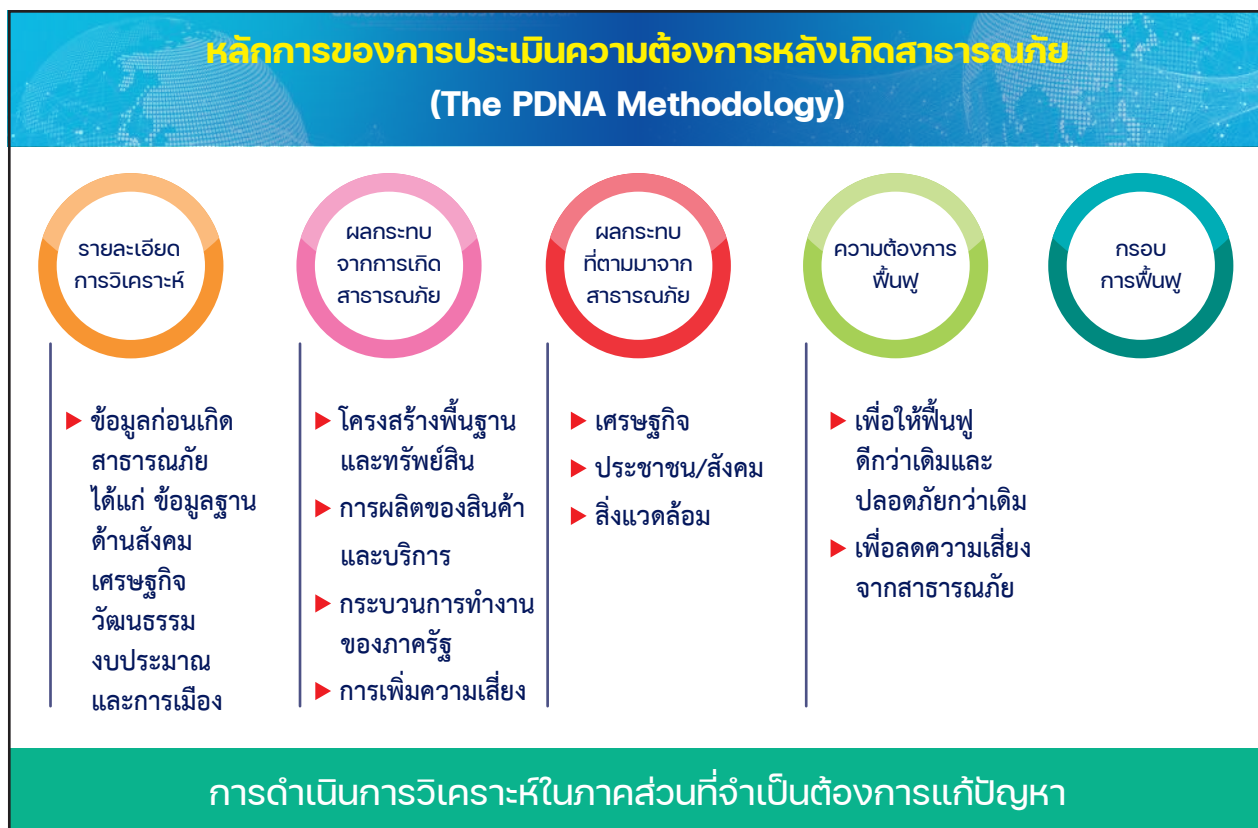 หลักการของการประเมินความต้องการหลังเกิดสาธารณภัย
(The PDNA Methodology)
รายละเอียด
การวิเคราะห์
ผลกระทบ
จากการเกิด
สาธารณภัย
ผลกระทบ
ที่ตามมาจาก
สาธารณภัย
ความต้องการ
ฟื้นฟู
กรอบ
การฟื้นฟู
▶ ข้อมูลก่อนเกิด
สาธารณภัย
ได้แก่ ข้อมูลฐาน
ด้านสังคม
เศรษฐกิจ
วัฒนธรรม
งบประมาณ
และการเมือง
▶ โครงสร้างพื้นฐาน
และทรัพย์สิน
▶ การผลิตของสินค้า
และบริการ
▶ กระบวนการทำงาน
ของภาครัฐ
▶ การเพิ่มความเสี่ยง
▶ เศรษฐกิจ
▶ ประชาชน/สังคม
▶ สิ่งแวดล้อม
▶ เพื่อให้ฟื้นฟู
ดีกว่าเดิมและ
ปลอดภัยกว่าเดิม
▶ เพื่อลดความเสี่ยง
จากสาธารณภัย
การดำเนินการวิเคราะห์ในภาคส่วนที่จำเป็นต้องการแก้ปัญหา